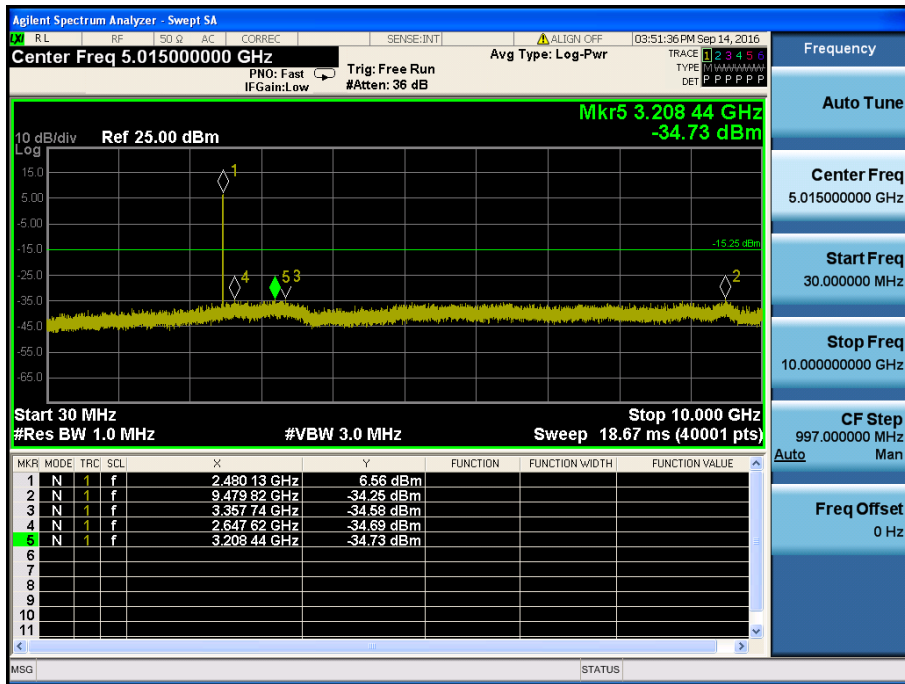 Agilent Spectrum Analyzer - Swept SA
LXI RL RF 50 Ω AC CORREC SENSE:INT ALIGN OFF 03:51:36 PM Sep 14, 2016
Center Freq 5.015000000 GHz
PNO: Fast
IFGain:Low
Trig: Free Run
#Atten: 36 dB
Avg Type: Log-Pwr
TRACE 1 2 3 4 5 6
TYPE M W W W W W
DET P P P P P P
Mkr5 3.208 44 GHz
-34.73 dBm
10 dB/div Ref 25.00 dBm
Log
15.0
5.00
-5.00
-15.0
-25.0
-35.0
-45.0
-55.0
-65.0
1
-15.25 dBm
4
5
3
2
Start 30 MHz Stop 10.000 GHz
#Res BW 1.0 MHz #VBW 3.0 MHz Sweep 18.67 ms (40001 pts)
MKR MODE TRC SCL X Y FUNCTION FUNCTION WIDTH FUNCTION VALUE
1 N 1 f 2.480 13 GHz 6.56 dBm
2 N 1 f 9.479 82 GHz -34.25 dBm
3 N 1 f 3.357 74 GHz -34.58 dBm
4 N 1 f 2.647 62 GHz -34.69 dBm
5 N 1 f 3.208 44 GHz -34.73 dBm
6
7
8
9
10
11
MSG STATUS
Frequency
Auto Tune
Center Freq
5.015000000 GHz
Start Freq
30.000000 MHz
Stop Freq
10.000000000 GHz
CF Step
997.000000 MHz
Auto Man
Freq Offset
0 Hz